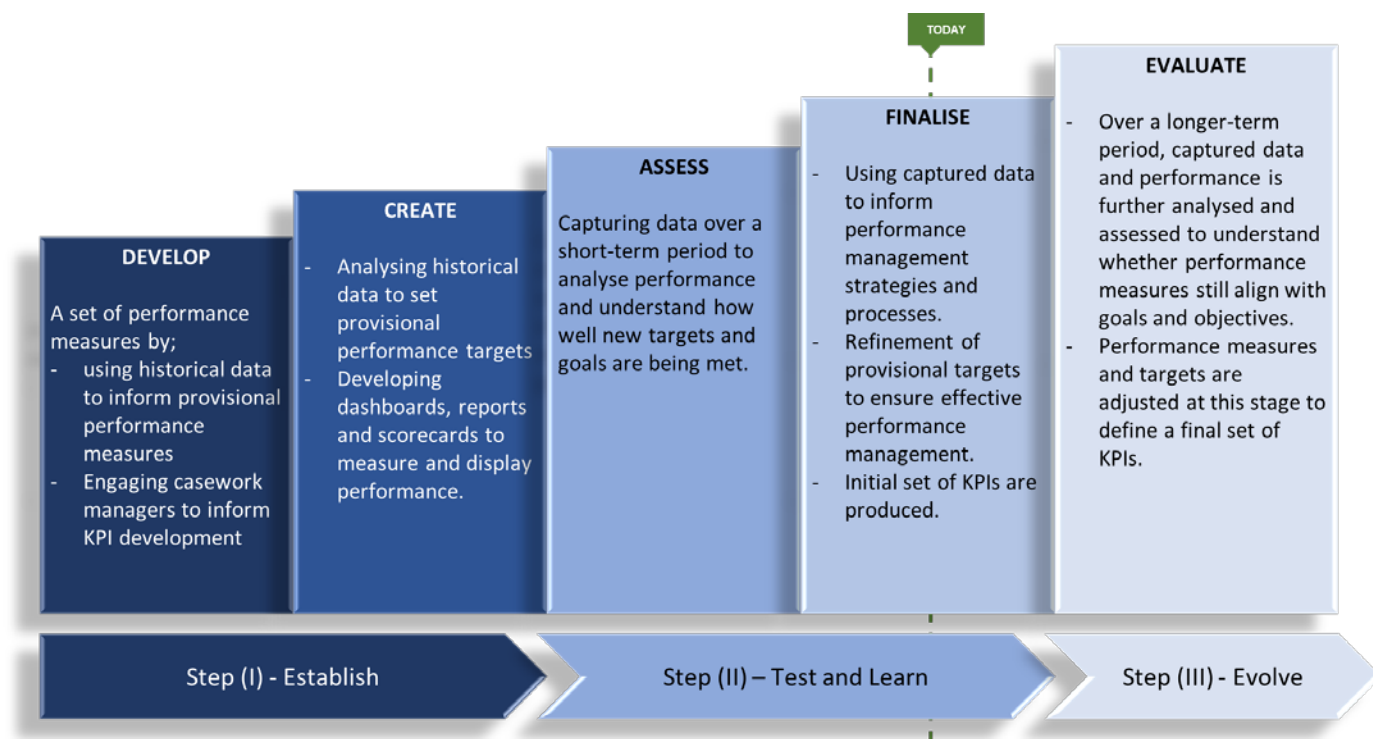 TODAY
DEVELOP
A set of performance
measures by;
- using historical data
to inform provisional
performance
measures
- Engaging casework
managers to inform
KPI development
CREATE
- Analysing historical
data to set
provisional
performance targets
- Developing
dashboards, reports
and scorecards to
measure and display
performance.
ASSESS
Capturing data over a
short-term period to
analyse performance
and understand how
well new targets and
goals are being met.
FINALISE
- Using captured data
to inform
performance
management
strategies and
processes.
- Refinement of
provisional targets
to ensure effective
performance
management.
- Initial set of KPIs are
produced.
EVALUATE
- Over a longer-term
period, captured data
and performance is
further analysed and
assessed to understand
whether performance
measures still align with
goals and objectives.
- Performance measures
and targets are
adjusted at this stage to
define a final set of
KPIs.
Step (I) - Establish
Step (II) – Test and Learn
Step (III) - Evolve